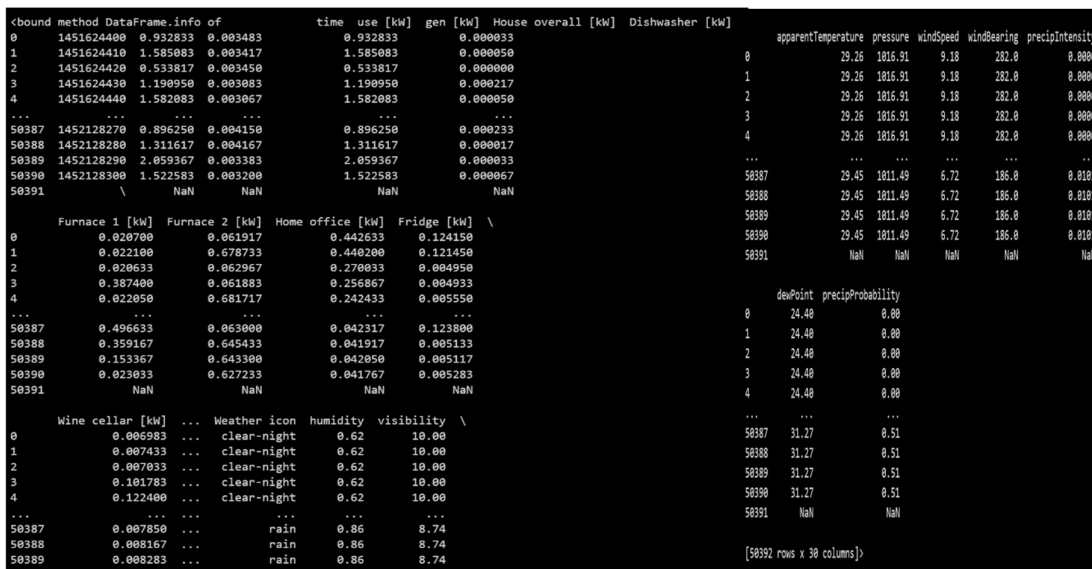 <bound method DataFrame.info of             time  use [kW]  gen [kW]  House overall [kW]  Dishwasher [kW]
0      1451624400  0.932833  0.003483            0.932833         0.000033
1      1451624410  1.585083  0.003417            1.585083         0.000050
2      1451624420  0.533817  0.003450            0.533817         0.000000
3      1451624430  1.190950  0.003083            1.190950         0.000217
4      1451624440  1.582083  0.003067            1.582083         0.000050
...           ...       ...       ...                 ...              ...
50387  1452128270  0.896250  0.004150            0.896250         0.000233
50388  1452128280  1.311617  0.004167            1.311617         0.000017
50389  1452128290  2.059367  0.003383            2.059367         0.000033
50390  1452128300  1.522583  0.003200            1.522583         0.000067
50391           \       NaN       NaN                 NaN              NaN
Furnace 1 [kW]  Furnace 2 [kW]  Home office [kW]  Fridge [kW]  \
0            0.020700        0.061917          0.442633     0.124150
1            0.022100        0.678733          0.440200     0.121450
2            0.020633        0.062967          0.270033     0.004950
3            0.387400        0.061883          0.256867     0.004933
4            0.022050        0.681717          0.242433     0.005550
...               ...             ...               ...          ...
50387        0.496633        0.063000          0.042317     0.123800
50388        0.359167        0.645433          0.041917     0.005133
50389        0.153367        0.643300          0.042050     0.005117
50390        0.023033        0.627233          0.041767     0.005283
50391             NaN             NaN               NaN          NaN
Wine cellar [kW]  ...  Weather icon  humidity  visibility  \
0              0.006983  ...   clear-night      0.62       10.00
1              0.007433  ...   clear-night      0.62       10.00
2              0.007033  ...   clear-night      0.62       10.00
3              0.101783  ...   clear-night      0.62       10.00
4              0.122400  ...   clear-night      0.62       10.00
...                 ...  ...           ...       ...         ...
50387          0.007850  ...          rain      0.86        8.74
50388          0.008167  ...          rain      0.86        8.74
50389          0.008283  ...          rain      0.86        8.74
apparentTemperature  pressure  windSpeed  windBearing  precipIntensity
0                    29.26   1016.91       9.18        282.0           0.000
1                    29.26   1016.91       9.18        282.0           0.000
2                    29.26   1016.91       9.18        282.0           0.000
3                    29.26   1016.91       9.18        282.0           0.000
4                    29.26   1016.91       9.18        282.0           0.000
...                    ...       ...        ...          ...             ..
50387                29.45   1011.49       6.72        186.0           0.010
50388                29.45   1011.49       6.72        186.0           0.010
50389                29.45   1011.49       6.72        186.0           0.010
50390                29.45   1011.49       6.72        186.0           0.010
50391                  NaN       NaN        NaN          NaN
dewPoint  precipProbability
0         24.40               0.00
1         24.40               0.00
2         24.40               0.00
3         24.40               0.00
4         24.40               0.00
...         ...                ...
50387     31.27               0.51
50388     31.27               0.51
50389     31.27               0.51
50390     31.27               0.51
50391       NaN                NaN
[50392 rows x 30 columns]>